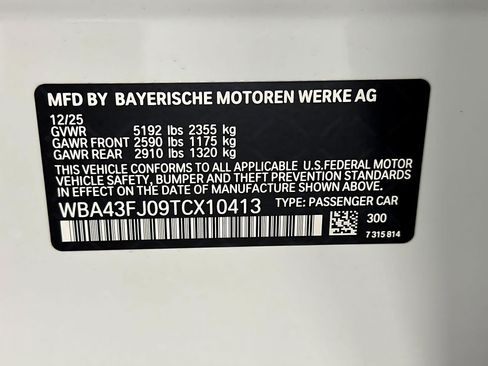 MFD BY BAYERISCHE MOTOREN WERKE AG
12/25
GVWR 5192 lbs 2355 kg
GAWR FRONT 2590 lbs 1175 kg
GAWR REAR 2910 lbs 1320 kg
THIS VEHICLE CONFORMS TO ALL APPLICABLE U.S.FEDERAL MOTOR
VEHICLE SAFETY, BUMPER AND THEFT PREVENTION STANDARDS
IN EFFECT ON THE DATE OF MANUFACTURE SHOWN ABOVE.
WBA43FJ09TCX10413 TYPE: PASSENGER CAR
300
7 315 814